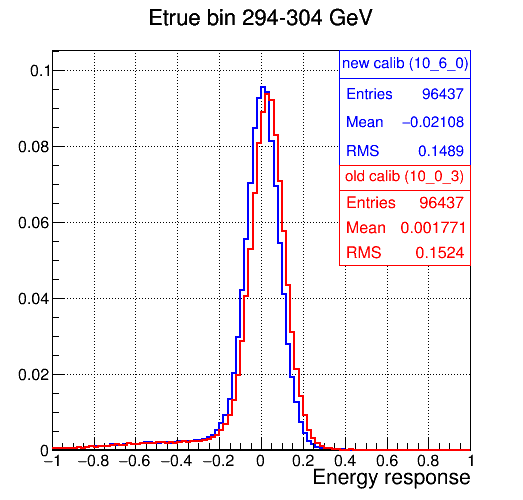 Etrue bin 294-304 GeV
new calib (10_6_0)
Entries 96437
Mean −0.02108
RMS 0.1489
old calib (10_0_3)
Entries 96437
Mean 0.001771
RMS 0.1524
0.1
0.08
0.06
0.04
0.02
0
−1 −0.8 −0.6 −0.4 −0.2 0 0.2 0.4 0.6 0.8 1
Energy response